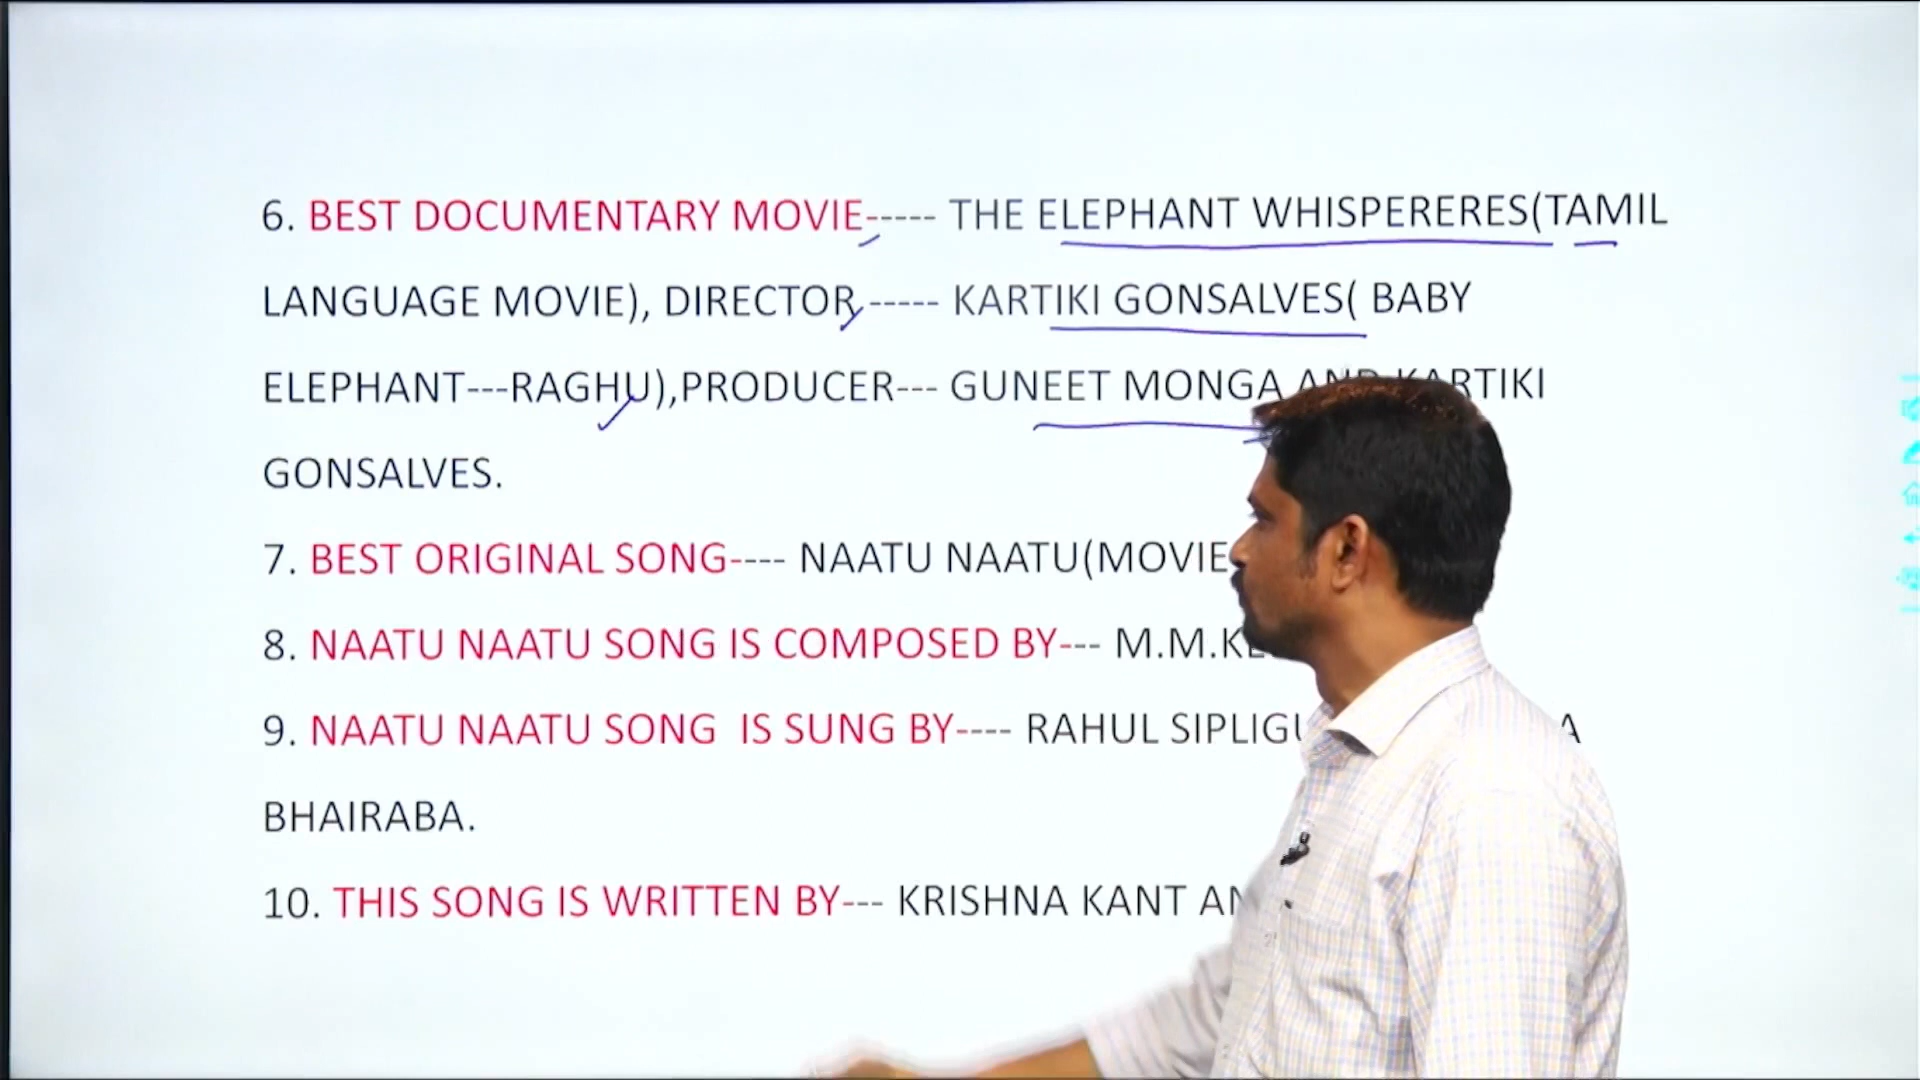 6. BEST DOCUMENTARY MOVIE----- THE ELEPHANT WHISPERERES(TAMIL
LANGUAGE MOVIE), DIRECTOR,----- KARTIKI GONSALVES( BABY
ELEPHANT---RAGHU),PRODUCER--- GUNEET MONGA AND KARTIKI
GONSALVES.
7. BEST ORIGINAL SONG---- NAATU NAATU(MOVIE
8. NAATU NAATU SONG IS COMPOSED BY--- M.M.
9. NAATU NAATU SONG IS SUNG BY---- RAHUL
BHAIRABA.
10. THIS SONG IS WRITTEN BY--- KRISHNA KANT